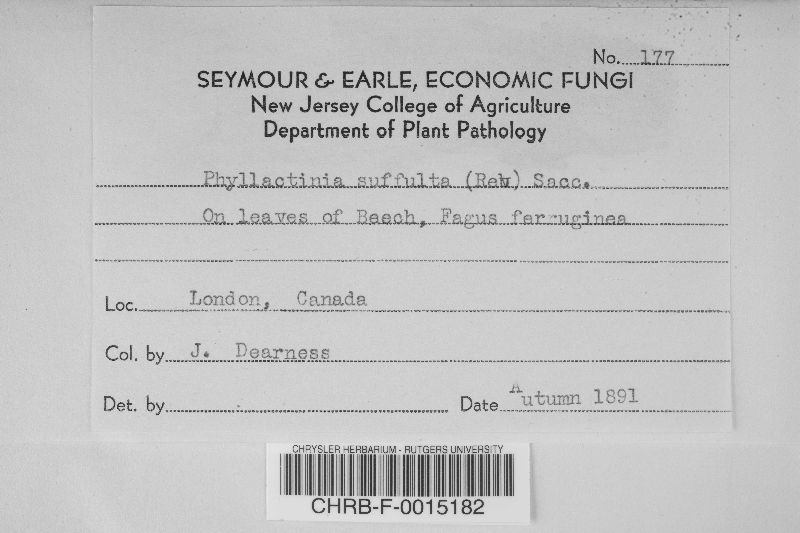 No. 177
SEYMOUR & EARLE, ECONOMIC FUNGI
New Jersey College of Agriculture
Department of Plant Pathology
Phyllactinia suffulta (Reb) Sacc.
On leaves of Beech, Fagus ferruginea
Loc. London, Canada
Col. by J. Dearness
Det. by
Date Autumn 1891
CHRYSLER HERBARIUM - RUTGERS UNIVERSITY
CHRB-F-0015182